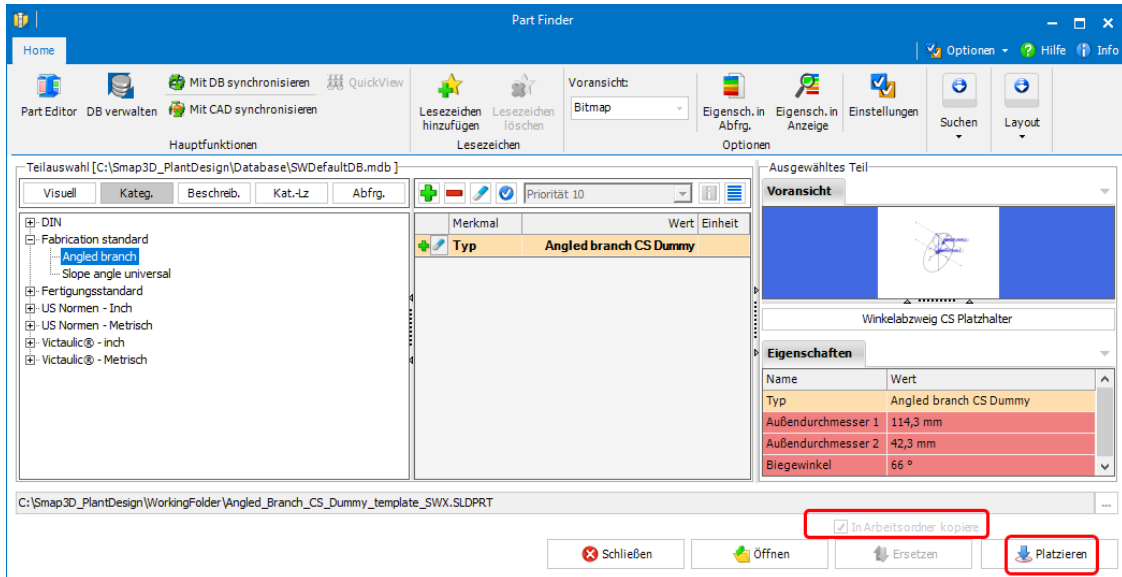 Part Finder
Home
Optionen
Hilfe
Info
Part Editor
DB verwalten
Mit DB synchronisieren
Mit CAD synchronisieren
QuickView
Hauptfunktionen
Lesezeichen
hinzufügen
Lesezeichen
löschen
Lesezeichen
Voransicht:
Bitmap
Eigensch. in
Abfrg.
Eigensch. in
Anzeige
Einstellungen
Optionen
Suchen
Layout
Teilauswahl [C:\Smap3D_PlantDesign\Database\SWDefaultDB.mdb ]
Visuell
Kateg.
Beschreib.
Kat.-Lz
Abfrg.
DIN
Fabrication standard
Angled branch
Slope angle universal
Fertigungsstandard
US Normen - Inch
US Normen - Metrisch
Victaulic® - inch
Victaulic® - Metrisch
Priorität 10
Merkmal Wert Einheit
Typ Angled branch CS Dummy
Ausgewähltes Teil
Voransicht
Winkelabzweig CS Platzhalter
Eigenschaften
Name Wert
Typ Angled branch CS Dummy
Außendurchmesser 1 114,3 mm
Außendurchmesser 2 42,3 mm
Biegewinkel 66 °
C:\Smap3D_PlantDesign\WorkingFolder\Angled_Branch_CS_Dummy_template_SWX.SLDPRT
...
In Arbeitsordner kopiere
Schließen
Öffnen
Ersetzen
Platzieren